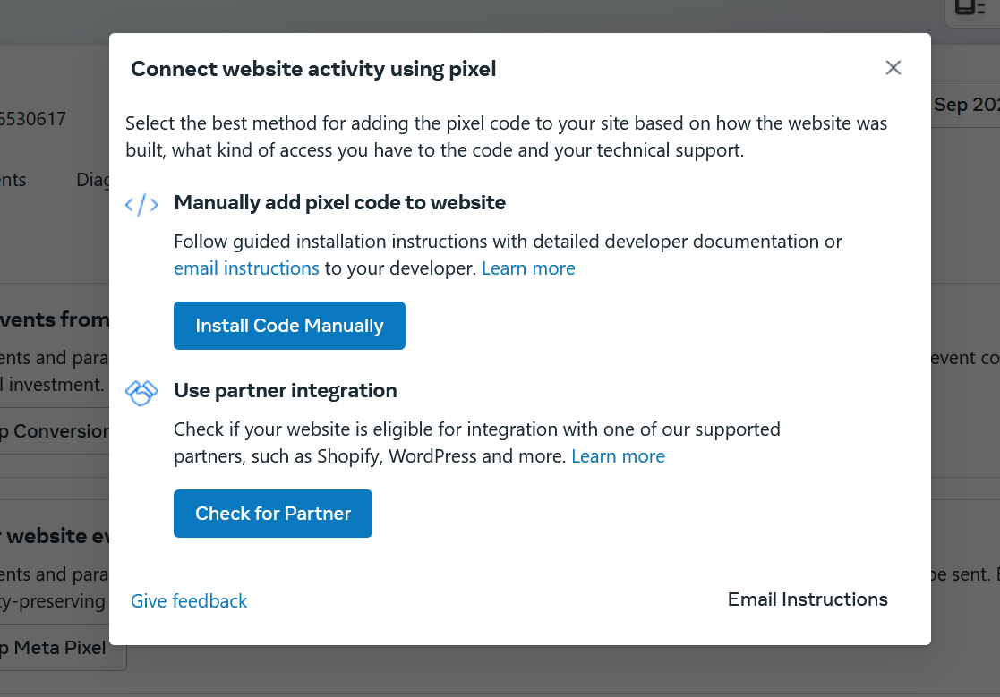 Connect website activity using pixel
Select the best method for adding the pixel code to your site based on how the website was
built, what kind of access you have to the code and your technical support.
Manually add pixel code to website
Follow guided installation instructions with detailed developer documentation or
email instructions to your developer. Learn more
Install Code Manually
Use partner integration
Check if your website is eligible for integration with one of our supported
partners, such as Shopify, WordPress and more. Learn more
Check for Partner
Give feedback
Email Instructions
6530617
Sep 202
ents
Diag
vents from
ents and para
event co
l investment.
p Conversion
r website ev
ents and para
be sent.
cy-preserving
p Meta Pixel